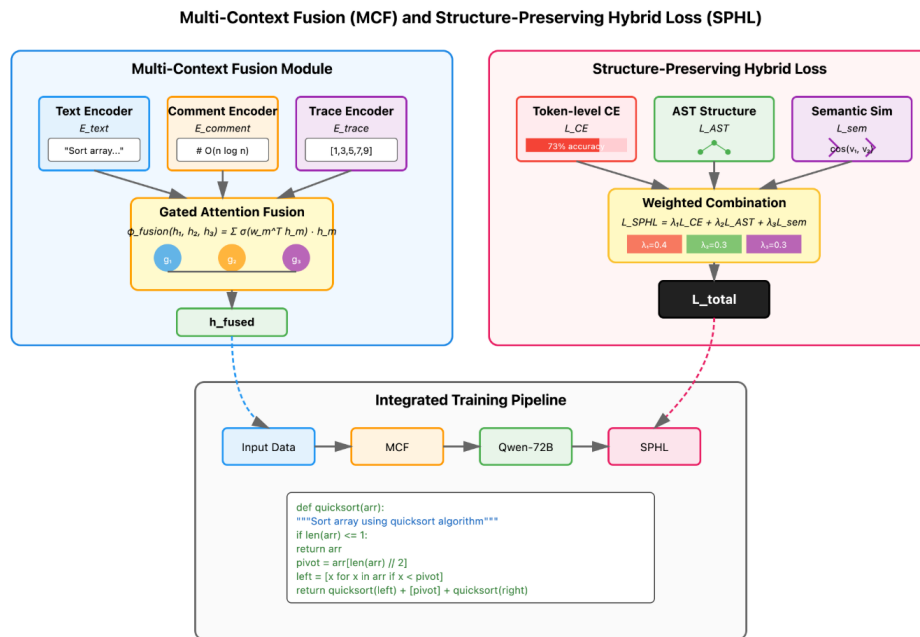 Multi-Context Fusion (MCF) and Structure-Preserving Hybrid Loss (SPHL)
Multi-Context Fusion Module
Text Encoder
E_text
"Sort array..."
Comment Encoder
E_comment
# O(n log n)
Trace Encoder
E_trace
[1,3,5,7,9]
Gated Attention Fusion
φ_fusion(h₁, h₂, h₃) = Σ σ(w_m^T h_m) · h_m
g₁
g₂
g₃
h_fused
Structure-Preserving Hybrid Loss
Token-level CE
L_CE
73% accuracy
AST Structure
L_AST
Semantic Sim
L_sem
cos(v₁, v₂)
Weighted Combination
L_SPHL = λ₁L_CE + λ₂L_AST + λ₃L_sem
λ₁=0.4
λ₂=0.3
λ₃=0.3
L_total
Integrated Training Pipeline
Input Data
MCF
Qwen-72B
SPHL
def quicksort(arr):
"""Sort array using quicksort algorithm"""
if len(arr) <= 1:
return arr
pivot = arr[len(arr) // 2]
left = [x for x in arr if x < pivot]
return quicksort(left) + [pivot] + quicksort(right)